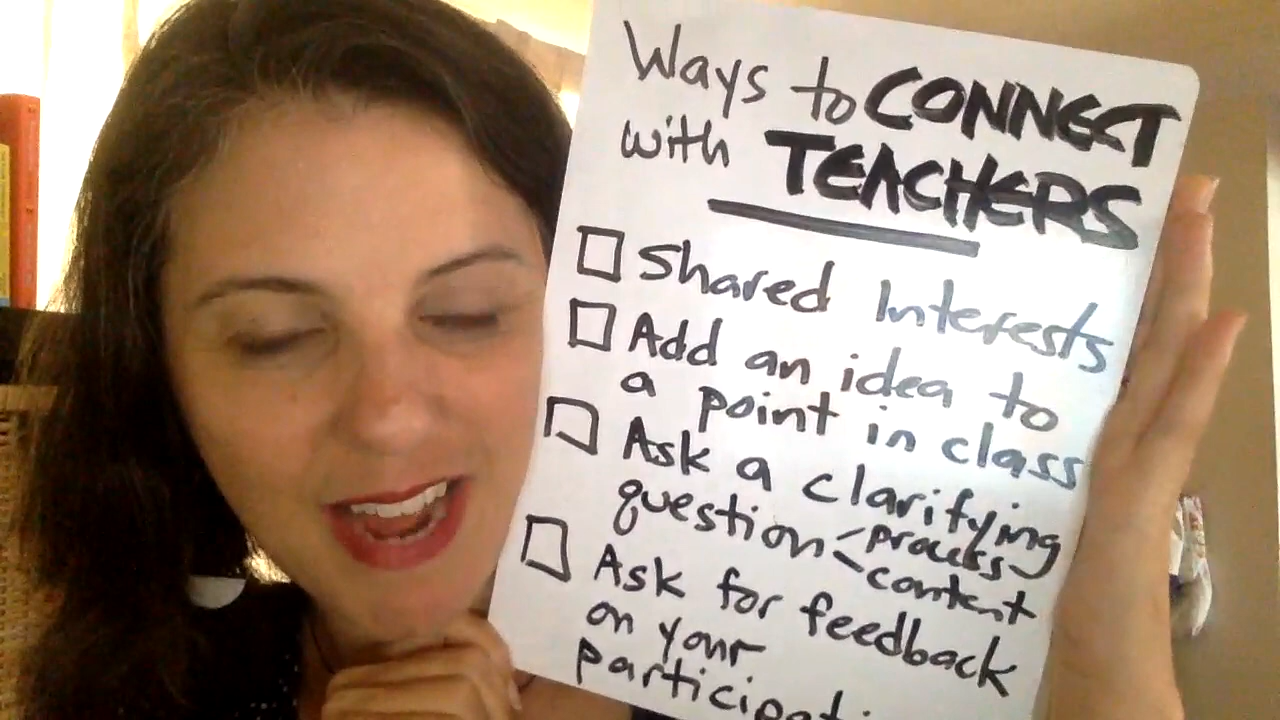 Ways to CONNECT
with TEACHERS
Shared Interests
Add an idea to
a point in class
Ask a clarifying
question process
content
Ask for feedback
on your
participati